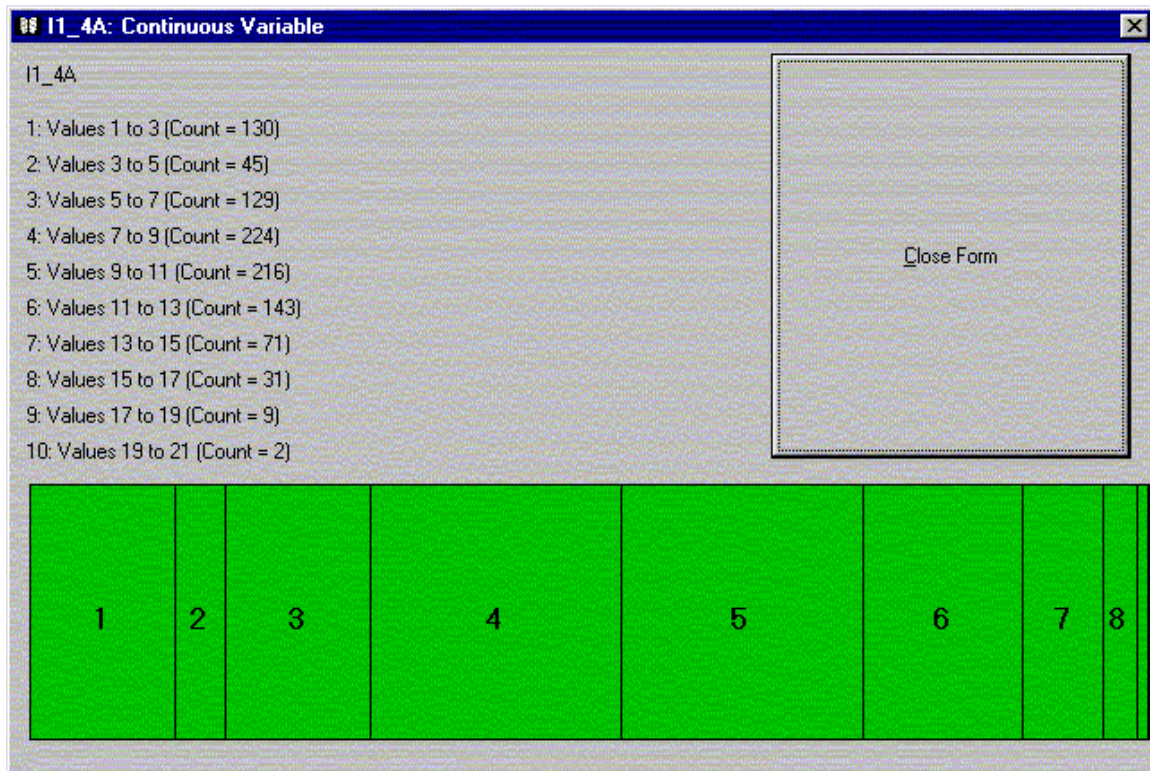 I1_4A: Continuous Variable
I1_4A
1: Values 1 to 3 (Count = 130)
2: Values 3 to 5 (Count = 45)
3: Values 5 to 7 (Count = 129)
4: Values 7 to 9 (Count = 224)
5: Values 9 to 11 (Count = 216)
6: Values 11 to 13 (Count = 143)
7: Values 13 to 15 (Count = 71)
8: Values 15 to 17 (Count = 31)
9: Values 17 to 19 (Count = 9)
10: Values 19 to 21 (Count = 2)
Close Form
1 2 3 4 5 6 7 8